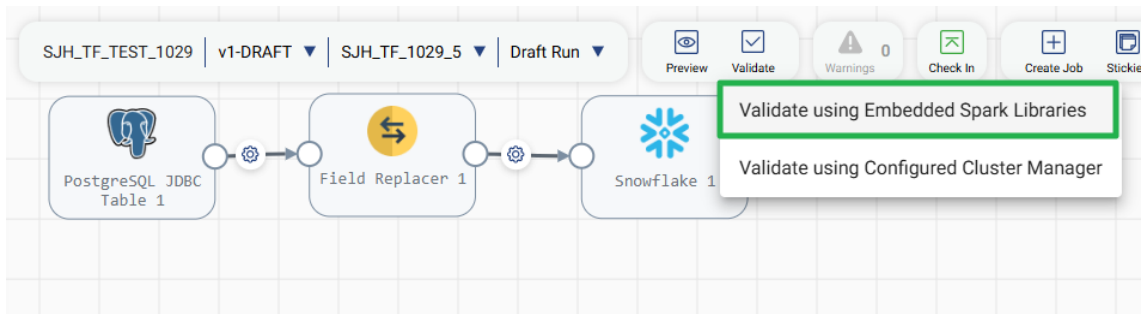 SJH_TF_TEST_1029 v1-DRAFT SJH_TF_1029_5 Draft Run
Preview Validate Warnings 0 Check In Create Job Stickie
Validate using Embedded Spark Libraries
Validate using Configured Cluster Manager
PostgreSQL JDBC
Table 1
Field Replacer 1
Snowflake 1